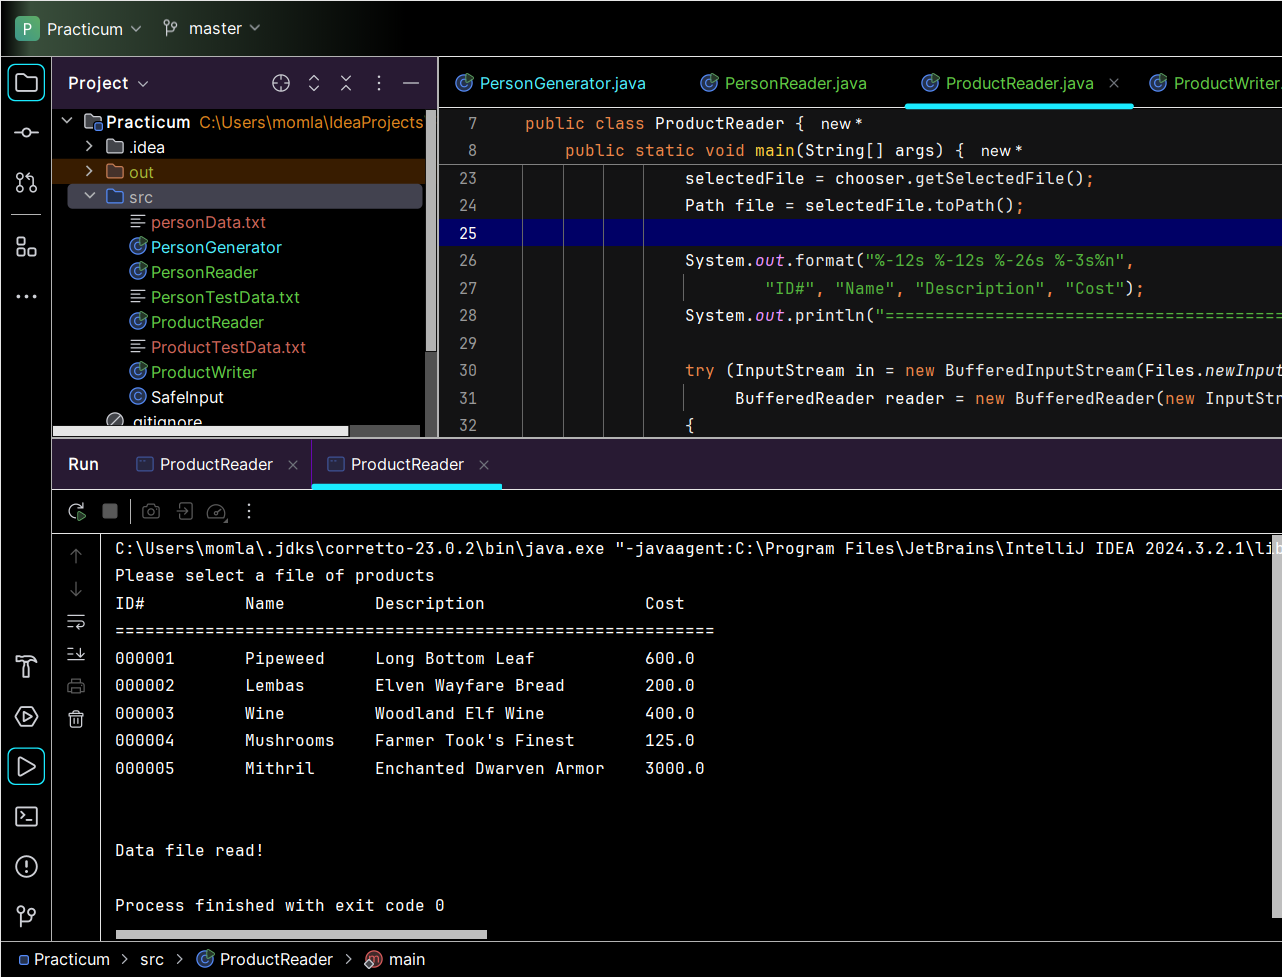 P Practicum master
Project
Practicum C:\Users\momla\IdeaProjects
.idea
out
src
personData.txt
PersonGenerator
PersonReader
PersonTestData.txt
ProductReader
ProductTestData.txt
ProductWriter
SafeInput
.gitignore
PersonGenerator.java PersonReader.java ProductReader.java ProductWriter.
7 public class ProductReader { new *
8 public static void main(String[] args) { new *
23 selectedFile = chooser.getSelectedFile();
24 Path file = selectedFile.toPath();
25
26 System.out.format("%-12s %-12s %-26s %-3s%n",
27 "ID#", "Name", "Description", "Cost");
28 System.out.println("========================================
29
30 try (InputStream in = new BufferedInputStream(Files.newInput
31 BufferedReader reader = new BufferedReader(new InputStr
32 {
Run ProductReader ProductReader
C:\Users\momla\.jdks\corretto-23.0.2\bin\java.exe "-javaagent:C:\Program Files\JetBrains\IntelliJ IDEA 2024.3.2.1\lib
Please select a file of products
ID# Name Description Cost
============================================================
000001 Pipeweed Long Bottom Leaf 600.0
000002 Lembas Elven Wayfare Bread 200.0
000003 Wine Woodland Elf Wine 400.0
000004 Mushrooms Farmer Took's Finest 125.0
000005 Mithril Enchanted Dwarven Armor 3000.0
Data file read!
Process finished with exit code 0
Practicum > src > ProductReader > main